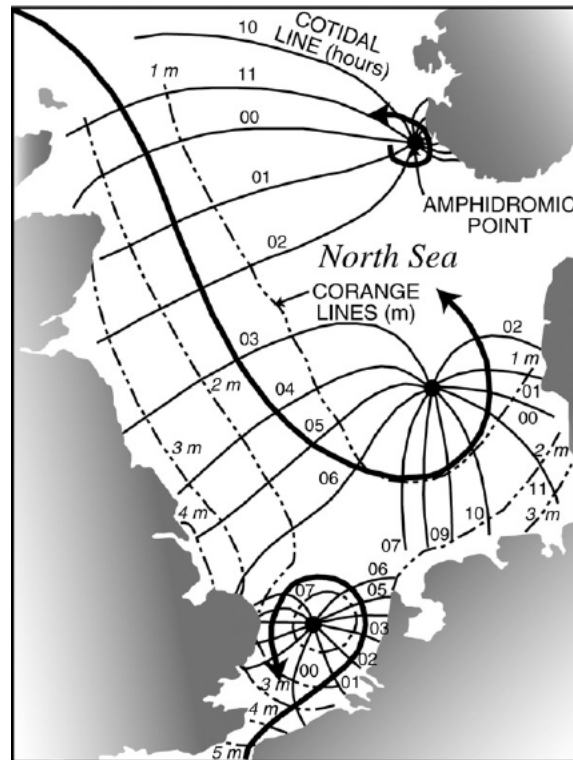 10
COTIDAL
LINE (hours)
1 m
11
00
01
AMPHIDROMIC
POINT
02
North Sea
CORANGE
LINES (m)
03
02
1 m
2 m
04
01
00
05
3 m
2 m
06
11
4 m
10
3 m
09
07
06
07
05
03
02
00
01
3 m
4 m
5 m